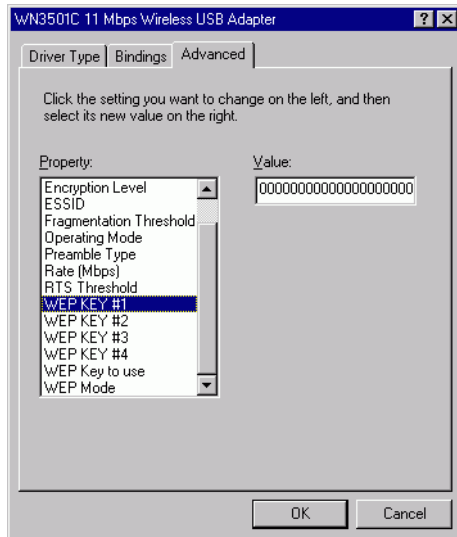 WN3501C 11 Mbps Wireless USB Adapter
Driver Type
Bindings
Advanced
Click the setting you want to change on the left, and then
select its new value on the right.
Property:
Value:
Encryption Level
ESSID
Fragmentation Threshold
Operating Mode
Preamble Type
Rate (Mbps)
RTS Threshold
WEP KEY #1
WEP KEY #2
WEP KEY #3
WEP KEY #4
WEP Key to use
WEP Mode
00000000000000000000
OK
Cancel